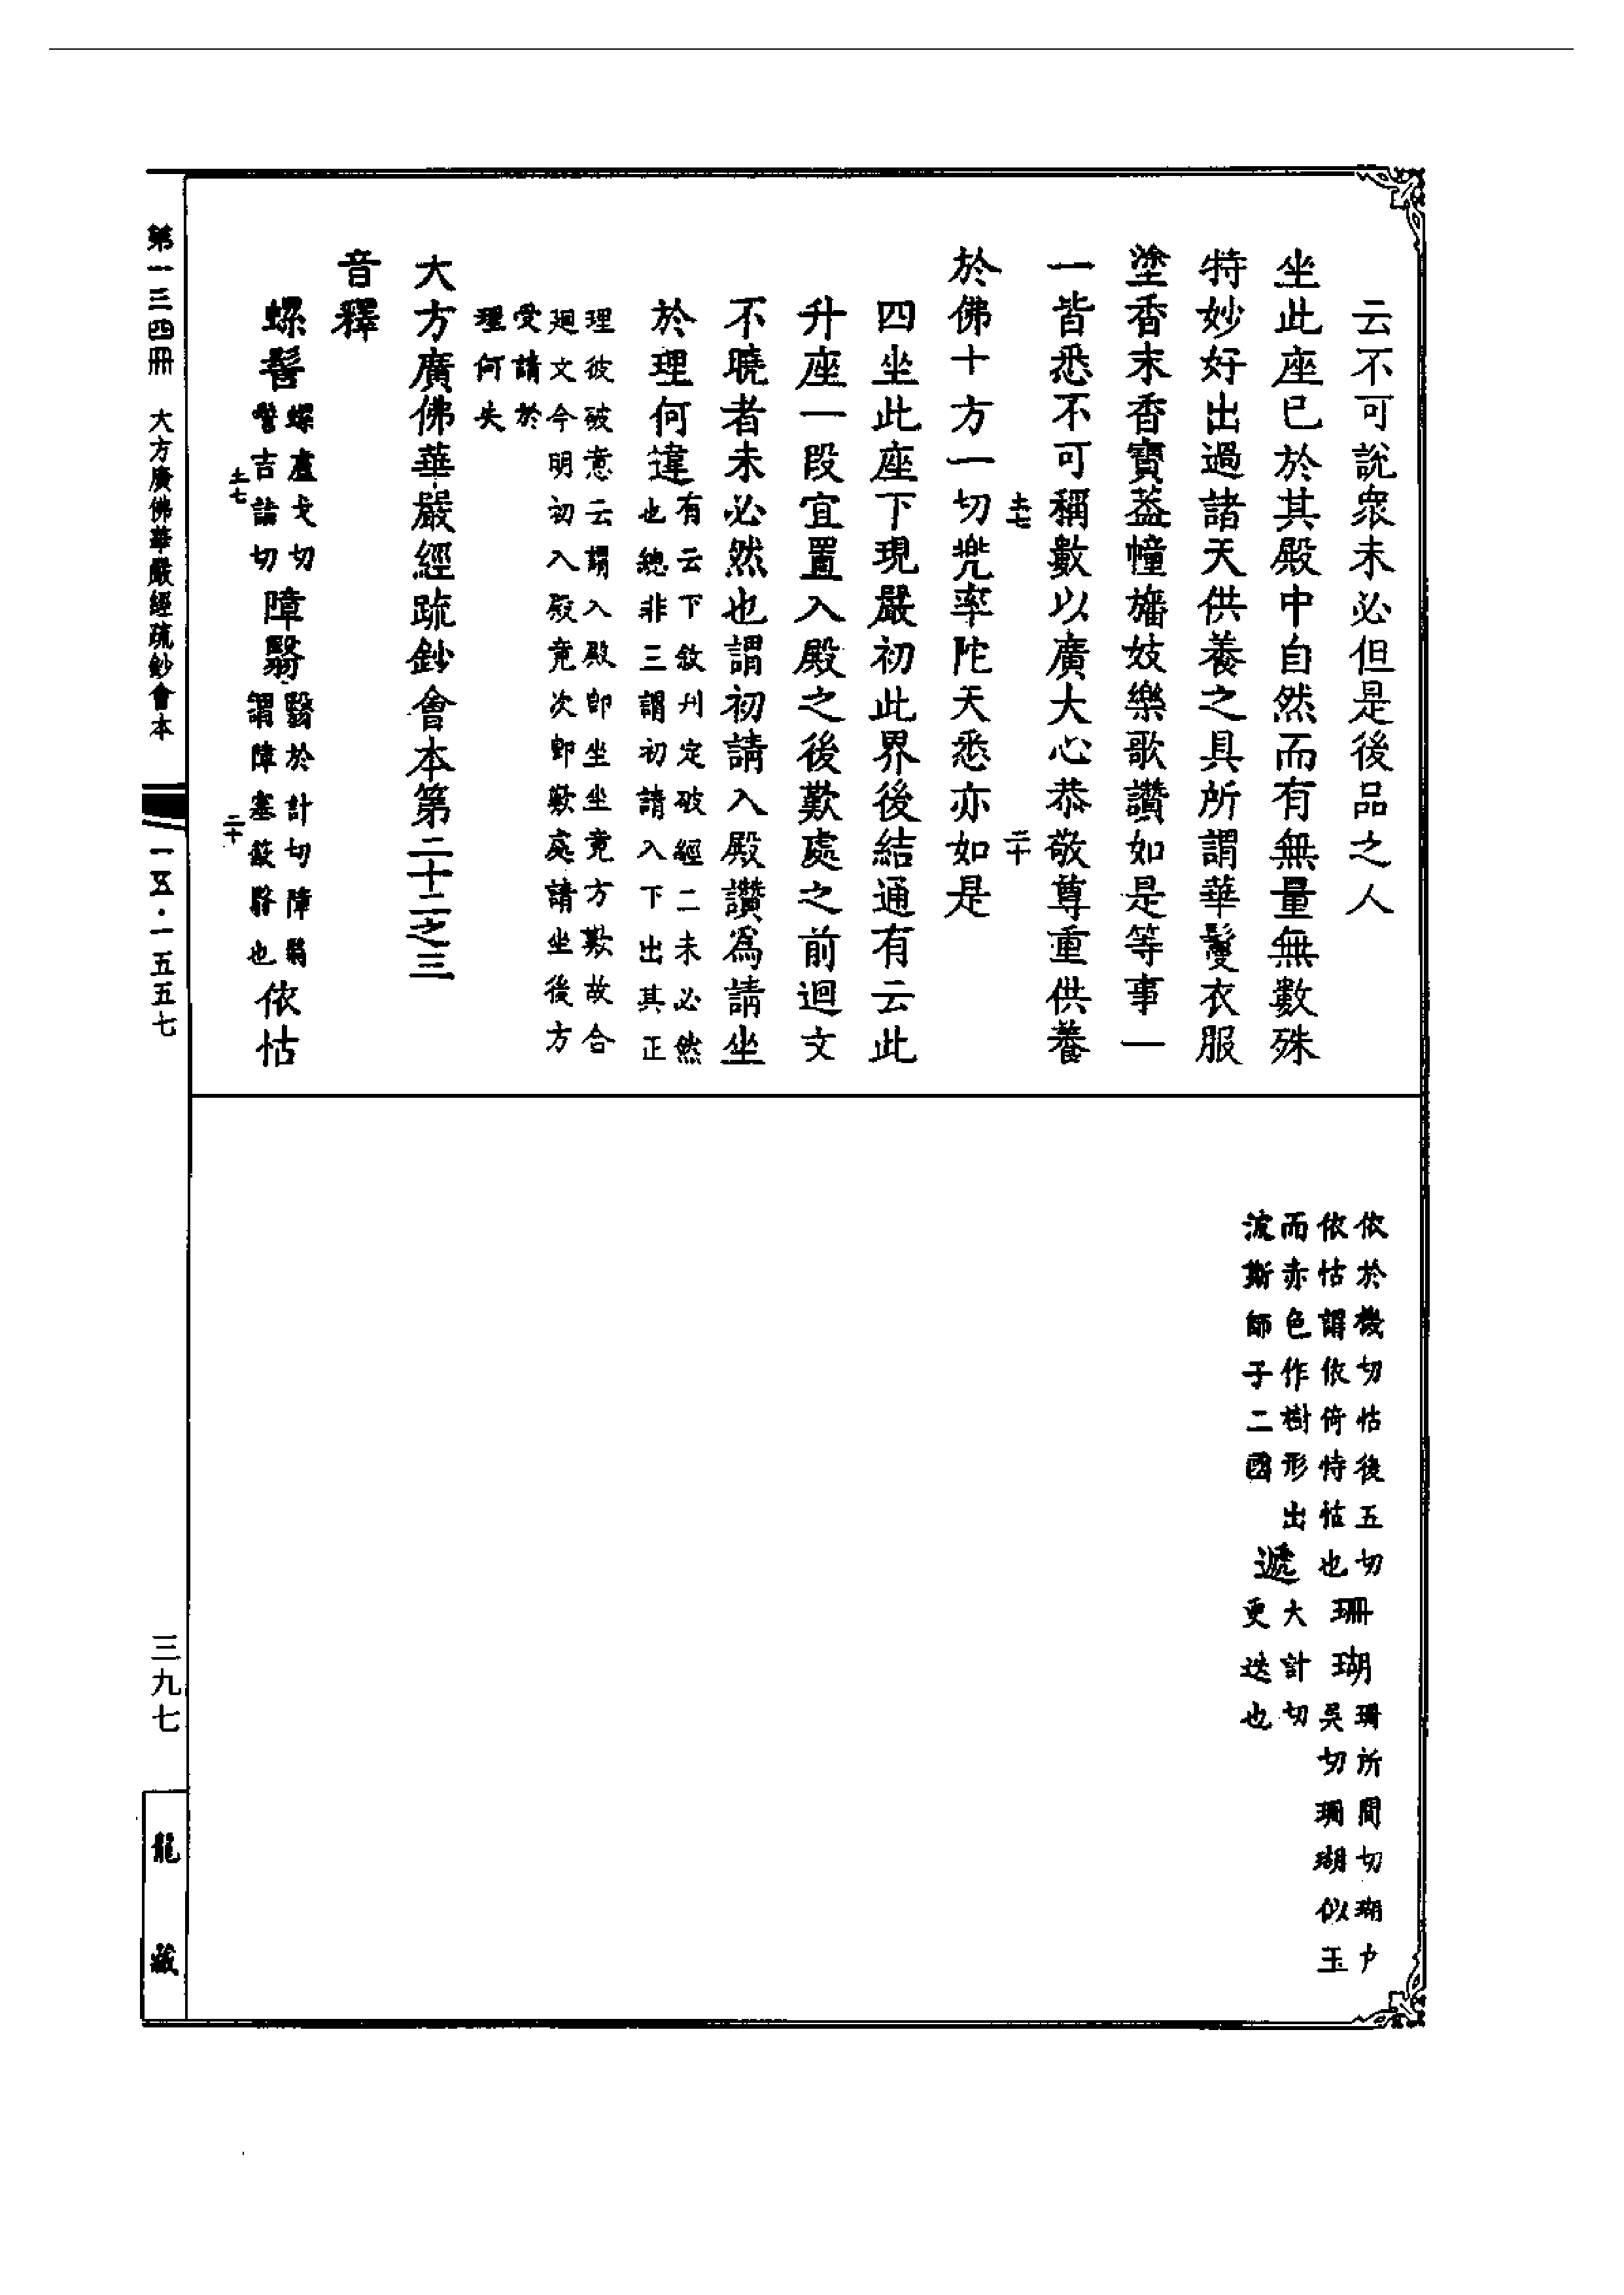 云不可說衆未必但是後品之人
坐此座已於其殿中自然而有無量無數殊
特妙好出過諸天供養之具所謂華鬘衣服
塗香末香寶葢幢旛妓樂歌讚如是等事一
一皆悉不可稱數以廣大心恭敬尊重供養
二十
於佛十方一切兜率陀天悉亦如是
四坐此座下現嚴初此界後結通有云此
升座一段宜置入殿之後歎處之前迴文
不曉者未必然也謂初請入殿讚為請坐
於理何違
有云下敘刋定破經二未必然
也總非三謂初請入下出其正
理彼破意云謂入殿卽坐坐竟方歎故合
廻文今明初入殿竟次卽歎處請坐後方
受請於
理何失
大方廣佛華嚴經疏鈔會本第二十二之三
音釋
螺髻
螺盧戈切
髻吉詣切
障翳
翳於計切障翳
謂障塞蔽翳也
依怙
二十
依於機切怙後五切
依怙謂依倚恃怙也
珊瑚
珊所間切瑚戶
吳切珊瑚似玉
而赤色作樹形出
波斯師子二國
遞
大計切
更迭也
第一三四冊 大方廣佛華嚴經疏鈔會本
一五五七
三九七
龍藏